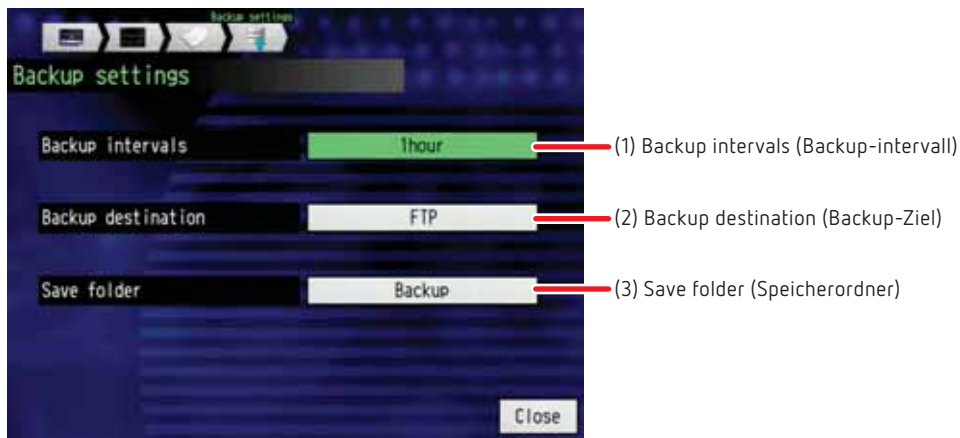 Backup settings
Backup settings
Backup intervals 1hour (1) Backup intervals (Backup-intervall)
Backup destination FTP (2) Backup destination (Backup-Ziel)
Save folder Backup (3) Save folder (Speicherordner)
Close